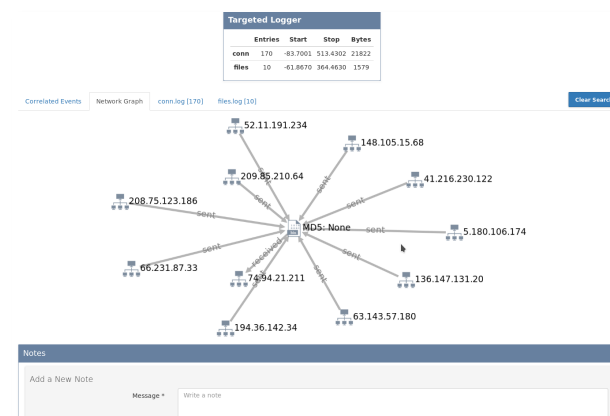 Targeted Logger
Entries Start Stop Bytes
conn 170 -83.7001 513.4302 21822
files 10 -61.8670 364.4630 1579
Correlated Events Network Graph conn.log [170] files.log [10] Clear Search
52.11.191.234
148.105.15.68
209.85.210.64
41.216.230.122
208.75.123.186
MD5: None
5.180.106.174
66.231.87.33
74.94.21.211
136.147.131.20
194.36.142.34
63.143.57.180
sent
sent
sent
sent
sent
sent
sent
received
sent
sent
sent
Notes
Add a New Note
Message *
Write a note